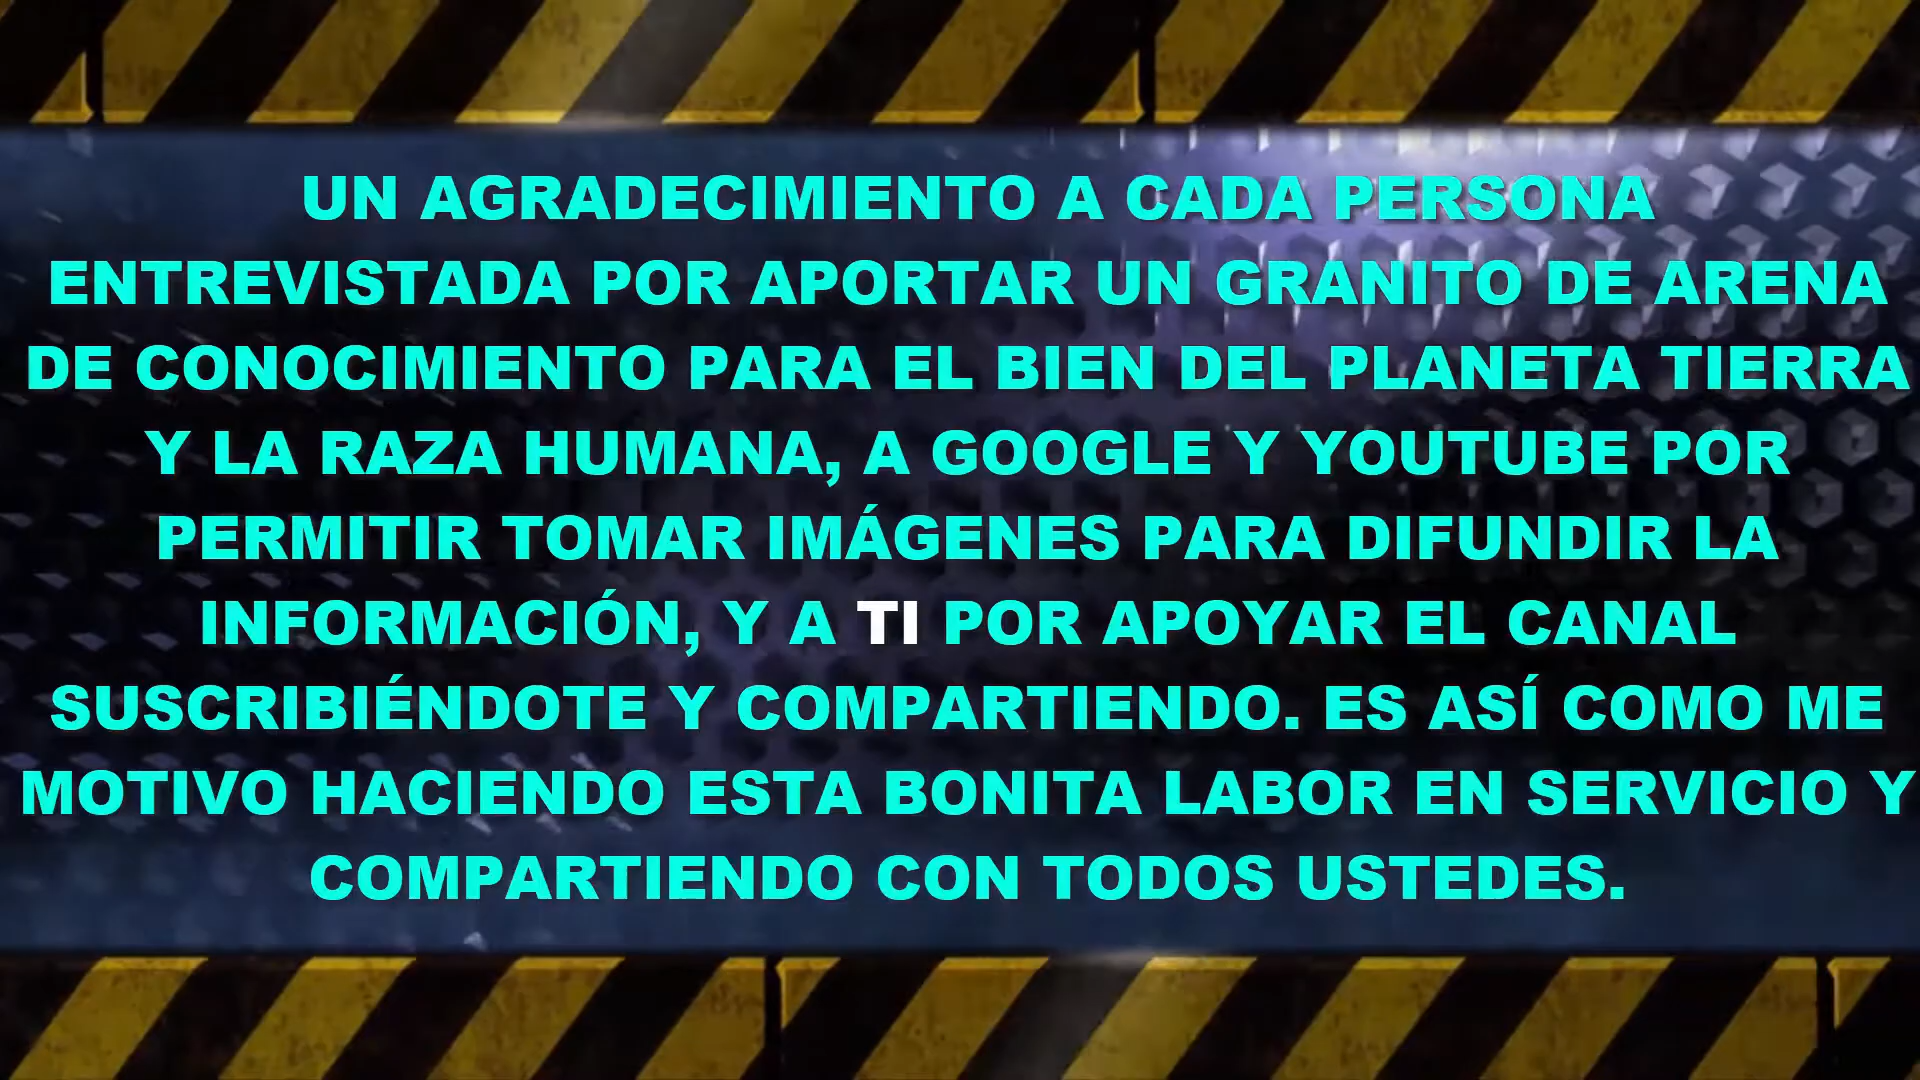 UN AGRADECIMIENTO A CADA PERSONA
ENTREVISTADA POR APORTAR UN GRANITO DE ARENA
DE CONOCIMIENTO PARA EL BIEN DEL PLANETA TIERRA
Y LA RAZA HUMANA, A GOOGLE Y YOUTUBE POR
PERMITIR TOMAR IMÁGENES PARA DIFUNDIR LA
INFORMACIÓN, Y A TI POR APOYAR EL CANAL
SUSCRIBIÉNDOTE Y COMPARTIENDO. ES ASÍ COMO ME
MOTIVO HACIENDO ESTA BONITA LABOR EN SERVICIO Y
COMPARTIENDO CON TODOS USTEDES.